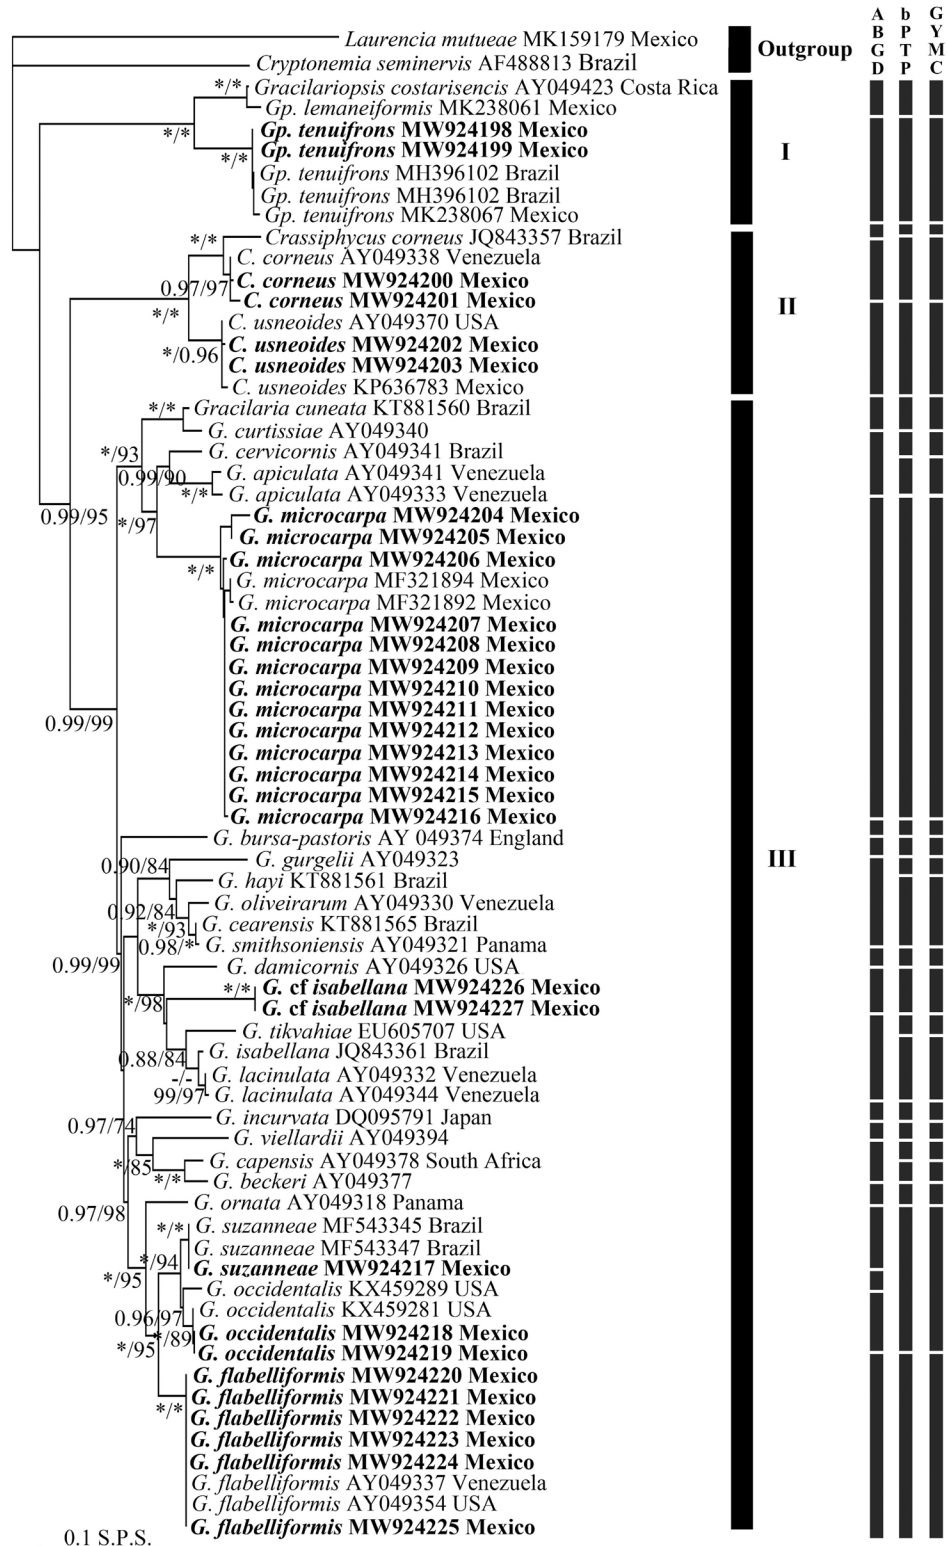 A b G
B P Y
G T M
D P C
Laurencia mutueae MK159179 Mexico
Outgroup
Cryptonemia seminervis AF488813 Brazil
*/*
Gracilariopsis costarisencis AY049423 Costa Rica
Gp. lemaneiformis MK238061 Mexico
*/*
Gp. tenuifrons MW924198 Mexico
Gp. tenuifrons MW924199 Mexico
I
*/*
Gp. tenuifrons MH396102 Brazil
Gp. tenuifrons MH396102 Brazil
Gp. tenuifrons MK238067 Mexico
*/*
Crassiphycus corneus JQ843357 Brazil
C. corneus AY049338 Venezuela
C. corneus MW924200 Mexico
0.97/97
C. corneus MW924201 Mexico
II
*/*
C. usneoides AY049370 USA
C. usneoides MW924202 Mexico
*/0.96
C. usneoides MW924203 Mexico
C. usneoides KP636783 Mexico
*/*
Gracilaria cuneata KT881560 Brazil
G. curtissiae AY049340
*/93
G. cervicornis AY049341 Brazil
0.99/90
G. apiculata AY049341 Venezuela
*/*
G. apiculata AY049333 Venezuela
0.99/95
G. microcarpa MW924204 Mexico
*/97
G. microcarpa MW924205 Mexico
G. microcarpa MW924206 Mexico
*/*
G. microcarpa MF321894 Mexico
G. microcarpa MF321892 Mexico
G. microcarpa MW924207 Mexico
G. microcarpa MW924208 Mexico
G. microcarpa MW924209 Mexico
G. microcarpa MW924210 Mexico
G. microcarpa MW924211 Mexico
0.99/99
G. microcarpa MW924212 Mexico
G. microcarpa MW924213 Mexico
G. microcarpa MW924214 Mexico
G. microcarpa MW924215 Mexico
G. microcarpa MW924216 Mexico
G. bursa-pastoris AY 049374 England
III
0.90/84
G. gurgelii AY049323
G. hayi KT881561 Brazil
G. oliveirarum AY049330 Venezuela
0.92/84
G. cearensis KT881565 Brazil
*/93
G. smithsoniensis AY049321 Panama
0.98/*
0.99/99
G. damicornis AY049326 USA
*/*
G. cf isabellana MW924226 Mexico
*/98
G. cf isabellana MW924227 Mexico
G. tikvahiae EU605707 USA
G. isabellana JQ843361 Brazil
0.88/84
G. lacinulata AY049332 Venezuela
-/-
99/97
G. lacinulata AY049344 Venezuela
G. incurvata DQ095791 Japan
0.97/74
G. viellardii AY049394
G. capensis AY049378 South Africa
*/85
G. beckeri AY049377
*/*
G. ornata AY049318 Panama
0.97/98
G. suzanneae MF543345 Brazil
*/*
G. suzanneae MF543347 Brazil
*/94
G. suzanneae MW924217 Mexico
*/95
G. occidentalis KX459289 USA
G. occidentalis KX459281 USA
0.96/97
G. occidentalis MW924218 Mexico
*/89
*/95
G. occidentalis MW924219 Mexico
G. flabelliformis MW924220 Mexico
G. flabelliformis MW924221 Mexico
*/*
G. flabelliformis MW924222 Mexico
G. flabelliformis MW924223 Mexico
G. flabelliformis MW924224 Mexico
G. flabelliformis AY049337 Venezuela
G. flabelliformis AY049354 USA
G. flabelliformis MW924225 Mexico
0.1 S.P.S.